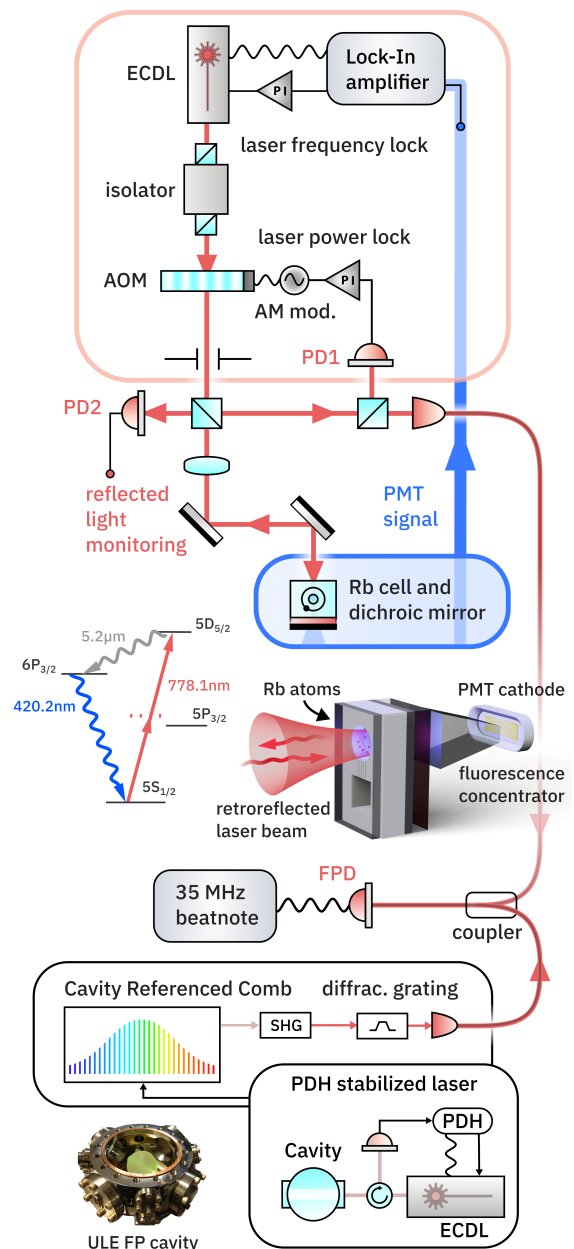 ECDL
Lock-In
amplifier
PI
laser frequency lock
isolator
laser power lock
AOM
PI
AM mod.
PD1
PD2
reflected
light
monitoring
PMT
signal
Rb cell and
dichroic mirror
5.2μm
5D5/2
6P3/2
778.1nm
420.2nm
5P3/2
5S1/2
Rb atoms
PMT cathode
fluorescence
concentrator
retroreflected
laser beam
FPD
35 MHz
beatnote
coupler
Cavity Referenced Comb
diffrac. grating
SHG
PDH stabilized laser
PDH
Cavity
ECDL
ULE FP cavity